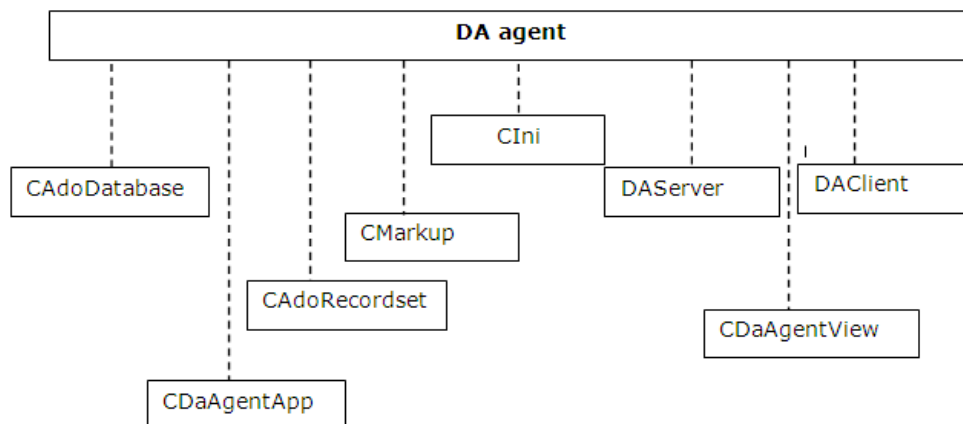 DA agent
CIni
CAdoDatabase
DAServer
DAClient
CMarkup
CAdoRecordset
CDaAgentView
CDaAgentApp